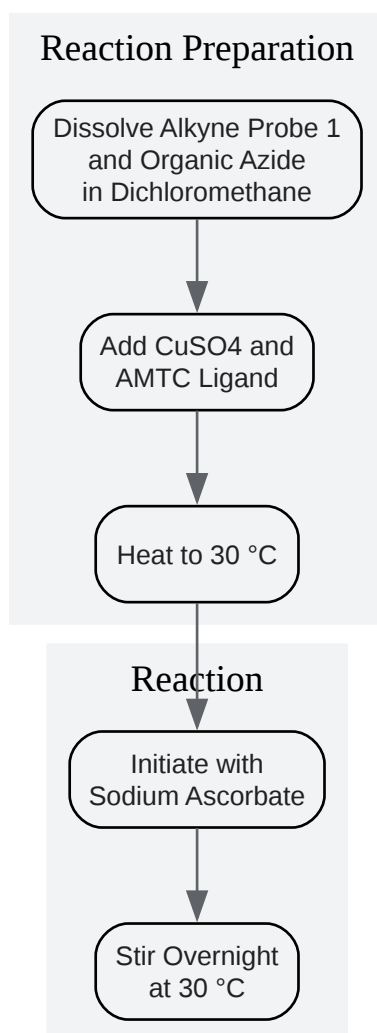 Reaction Preparation
Dissolve Alkyne Probe 1
and Organic Azide
in Dichloromethane
Add CuSO4 and
AMTC Ligand
Heat to 30 °C
Reaction
Initiate with
Sodium Ascorbate
Stir Overnight
at 30 °C